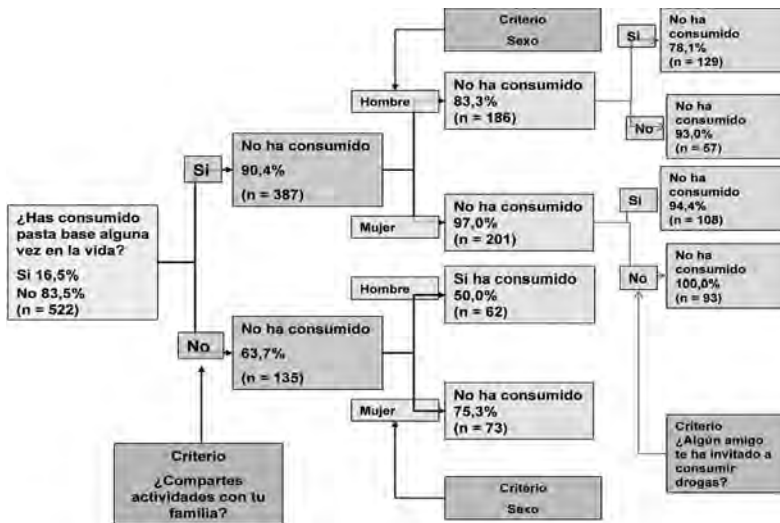 ¿Has consumido
pasta base alguna
vez en la vida?
Si 16,5%
No 83,5%
(n = 522)
Si
No
No ha consumido
90,4%
(n = 387)
No ha consumido
63,7%
(n = 135)
Criterio
¿Compartes
actividades con tu
familia?
Criterio
Sexo
Hombre
No ha consumido
83,3%
(n = 186)
Mujer
No ha consumido
97,0%
(n = 201)
Hombre
Si ha consumido
50,0%
(n = 62)
Mujer
No ha consumido
75,3%
(n = 73)
Criterio
Sexo
Si
No ha
consumido
78,1%
(n = 129)
No
No ha
consumido
93,0%
(n = 57)
Si
No ha
consumido
94,4%
(n = 108)
No
No ha
consumido
100,0%
(n = 93)
Criterio
¿Algún amigo
te ha invitado a
consumir
drogas?